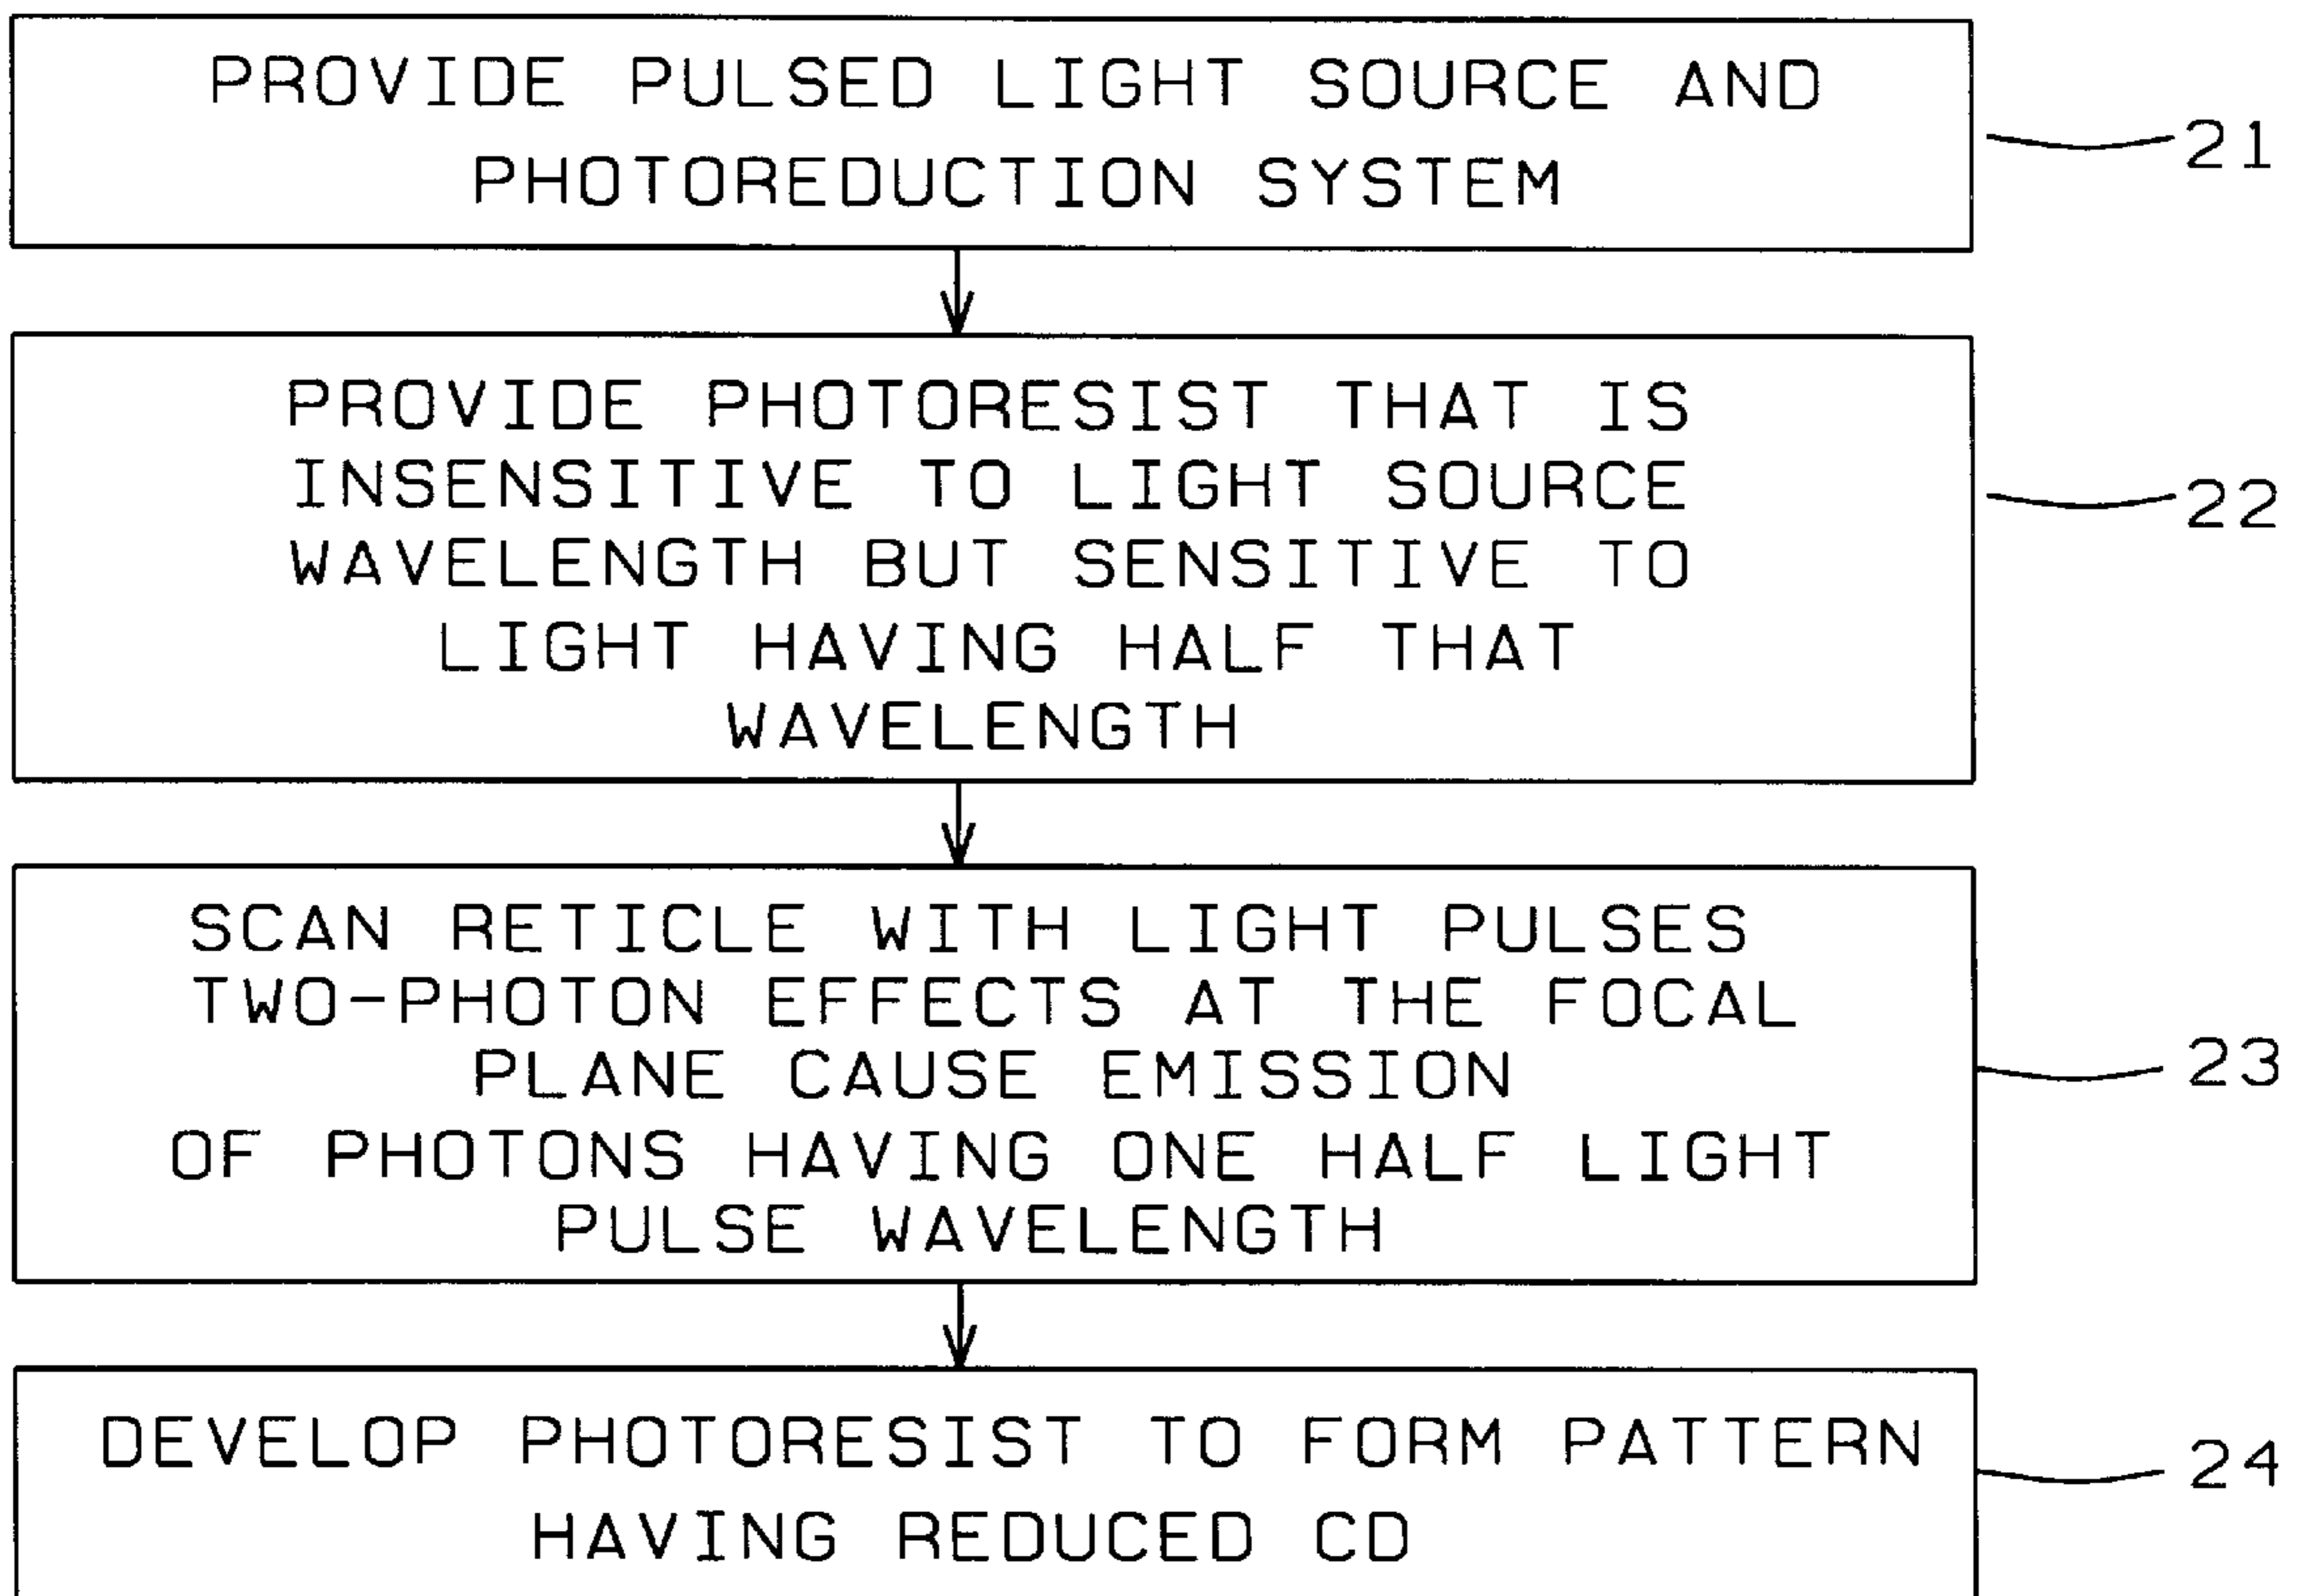 PROVIDE PULSED LIGHT SOURCE AND
PHOTOREDUCTION SYSTEM
21
PROVIDE PHOTORESIST THAT IS
INSENSITIVE TO LIGHT SOURCE
WAVELENGTH BUT SENSITIVE TO
LIGHT HAVING HALF THAT
WAVELENGTH
22
SCAN RETICLE WITH LIGHT PULSES
TWO-PHOTON EFFECTS AT THE FOCAL
PLANE CAUSE EMISSION
OF PHOTONS HAVING ONE HALF LIGHT
PULSE WAVELENGTH
23
DEVELOP PHOTORESIST TO FORM PATTERN
HAVING REDUCED CD
24